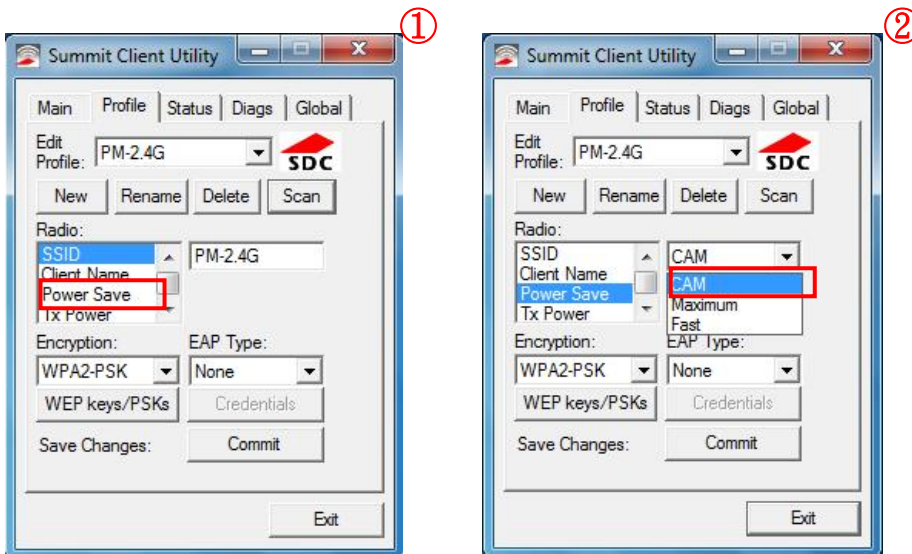 ①
Summit Client Utility
Main Profile Status Diags Global
Edit
Profile: PM-2.4G
SDC
New Rename Delete Scan
Radio:
SSID PM-2.4G
Client Name
Power Save
Tx Power
Encryption: EAP Type:
WPA2-PSK None
WEP keys/PSKs Credentials
Save Changes: Commit
Exit
②
Summit Client Utility
Main Profile Status Diags Global
Edit
Profile: PM-2.4G
SDC
New Rename Delete Scan
Radio:
SSID CAM
Client Name CAM
Power Save Maximum
Tx Power Fast
Encryption: EAP Type:
WPA2-PSK None
WEP keys/PSKs Credentials
Save Changes: Commit
Exit